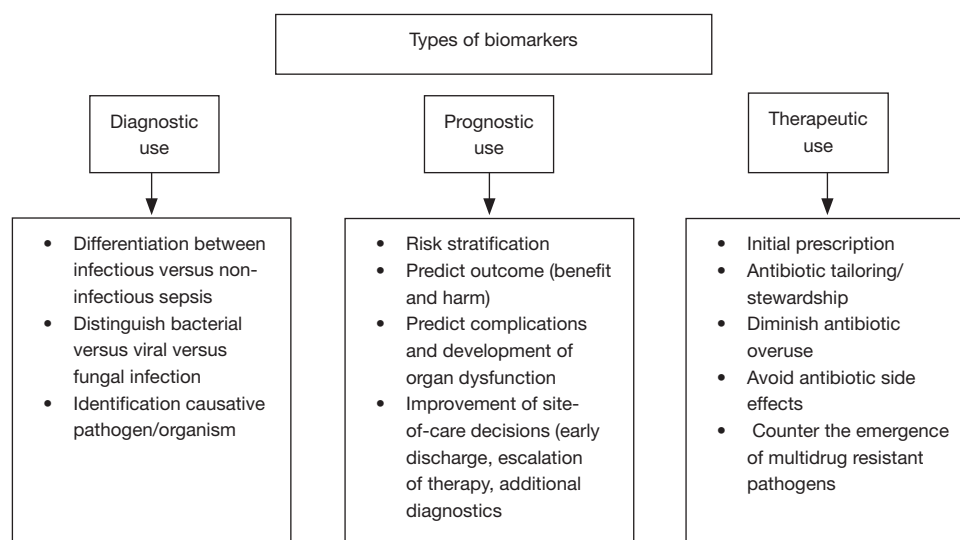 Types of biomarkers
Diagnostic
use
Prognostic
use
Therapeutic
use
• Differentiation between
infectious versus non-
infectious sepsis
• Distinguish bacterial
versus viral versus
fungal infection
• Identification causative
pathogen/organism
• Risk stratification
• Predict outcome (benefit
and harm)
• Predict complications
and development of
organ dysfunction
• Improvement of site-
of-care decisions (early
discharge, escalation
of therapy, additional
diagnostics
• Initial prescription
• Antibiotic tailoring/
stewardship
• Diminish antibiotic
overuse
• Avoid antibiotic side
effects
• Counter the emergence
of multidrug resistant
pathogens